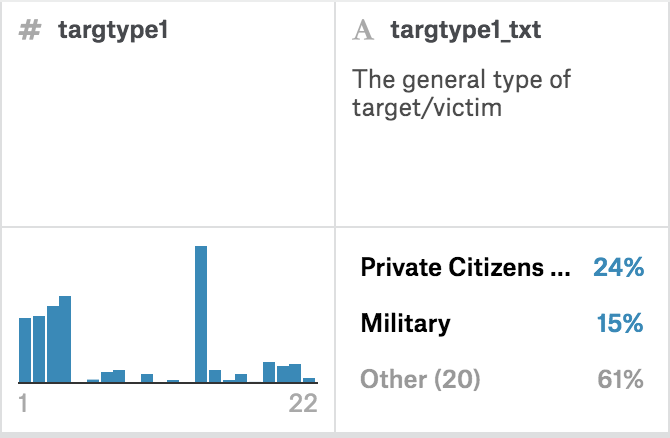 # targtype1
A targtype1_txt
The general type of
target/victim
1 22
Private Citizens ... 24%
Military 15%
Other (20) 61%